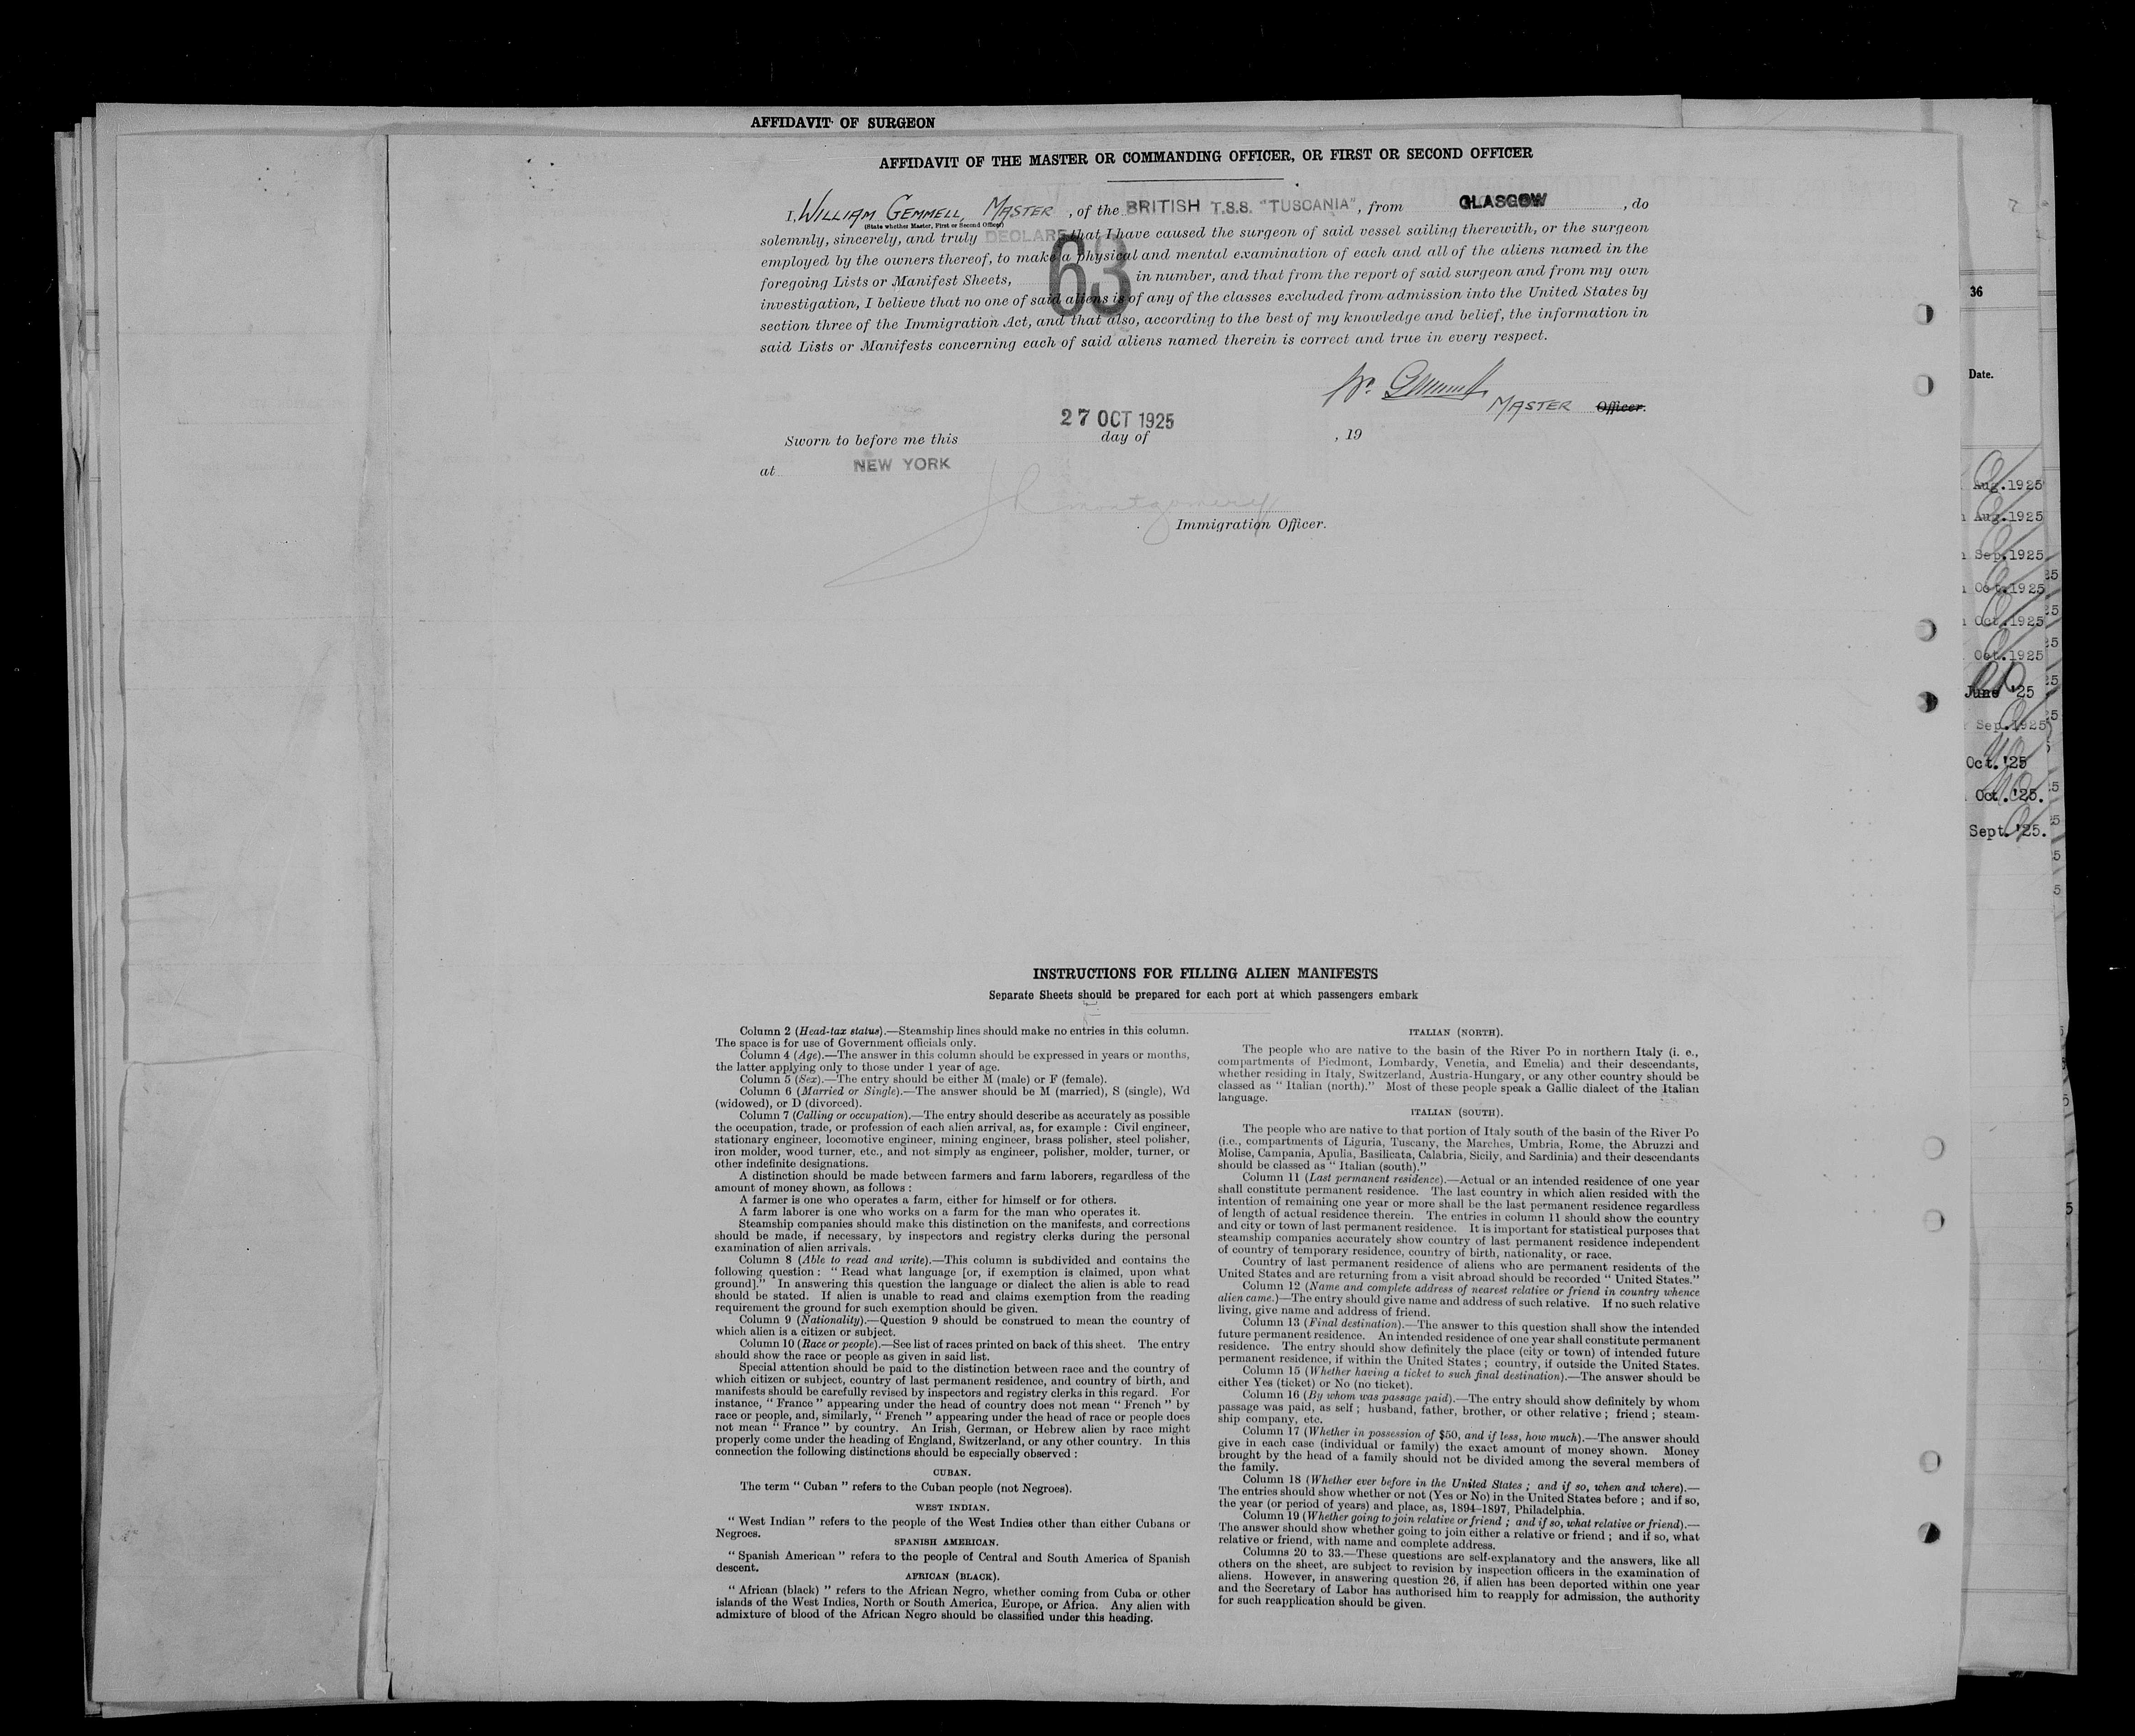 AFFIDAVIT OF SURGEON
AFFIDAVIT OF THE MASTER OR COMMANDING OFFICER, OR FIRST OR SECOND OFFICER
I, WILLIAM GEMMELL, MASTER , of the BRITISH T.S.S. "TUSCANIA", from GLASGOW , do
(State whether Master, First or Second Officer)
solemnly, sincerely, and truly DECLARE that I have caused the surgeon of said vessel sailing therewith, or the surgeon
employed by the owners thereof, to make a physical and mental examination of each and all of the aliens named in the
foregoing Lists or Manifest Sheets, 63 in number, and that from the report of said surgeon and from my own
investigation, I believe that no one of said aliens is of any of the classes excluded from admission into the United States by
section three of the Immigration Act, and that also, according to the best of my knowledge and belief, the information in
said Lists or Manifests concerning each of said aliens named therein is correct and true in every respect.
Wm. Gemmell
MASTER Officer.
27 OCT 1925
Sworn to before me this day of , 19
at NEW YORK
Montgomery
Immigration Officer.
36
Date.
Aug.1925
Aug.1925
Sep.1925
Oct.1925
Oct.1925
Oct.1925
June '25
Sep.1925
Oct.'25
Oct.'25.
Sept.'25.
INSTRUCTIONS FOR FILLING ALIEN MANIFESTS
Separate Sheets should be prepared for each port at which passengers embark
Column 2 (Head-tax status).—Steamship lines should make no entries in this column.
The space is for use of Government officials only.
Column 4 (Age).—The answer in this column should be expressed in years or months,
the latter applying only to those under 1 year of age.
Column 5 (Sex).—The entry should be either M (male) or F (female).
Column 6 (Married or Single).—The answer should be M (married), S (single), Wd
(widowed), or D (divorced).
Column 7 (Calling or occupation).—The entry should describe as accurately as possible
the occupation, trade, or profession of each alien arrival, as, for example : Civil engineer,
stationary engineer, locomotive engineer, mining engineer, brass polisher, steel polisher,
iron molder, wood turner, etc., and not simply as engineer, polisher, molder, turner, or
other indefinite designations.
A distinction should be made between farmers and farm laborers, regardless of the
amount of money shown, as follows :
A farmer is one who operates a farm, either for himself or for others.
A farm laborer is one who works on a farm for the man who operates it.
Steamship companies should make this distinction on the manifests, and corrections
should be made, if necessary, by inspectors and registry clerks during the personal
examination of alien arrivals.
Column 8 (Able to read and write).—This column is subdivided and contains the
following question : " Read what language [or, if exemption is claimed, upon what
ground]." In answering this question the language or dialect the alien is able to read
should be stated. If alien is unable to read and claims exemption from the reading
requirement the ground for such exemption should be given.
Column 9 (Nationality).—Question 9 should be construed to mean the country of
which alien is a citizen or subject.
Column 10 (Race or people).—See list of races printed on back of this sheet. The entry
should show the race or people as given in said list.
Special attention should be paid to the distinction between race and the country of
which citizen or subject, country of last permanent residence, and country of birth, and
manifests should be carefully revised by inspectors and registry clerks in this regard. For
instance, " France " appearing under the head of country does not mean " French " by
race or people, and, similarly, " French " appearing under the head of race or people does
not mean " France " by country. An Irish, German, or Hebrew alien by race might
properly come under the heading of England, Switzerland, or any other country. In this
connection the following distinctions should be especially observed :
CUBAN.
The term " Cuban " refers to the Cuban people (not Negroes).
WEST INDIAN.
" West Indian " refers to the people of the West Indies other than either Cubans or
Negroes.
SPANISH AMERICAN.
" Spanish American " refers to the people of Central and South America of Spanish
descent.
AFRICAN (BLACK).
" African (black) " refers to the African Negro, whether coming from Cuba or other
islands of the West Indies, North or South America, Europe, or Africa. Any alien with
admixture of blood of the African Negro should be classified under this heading.
ITALIAN (NORTH).
The people who are native to the basin of the River Po in northern Italy (i. e.,
compartments of Piedmont, Lombardy, Venetia, and Emelia) and their descendants,
whether residing in Italy, Switzerland, Austria-Hungary, or any other country should be
classed as " Italian (north)." Most of these people speak a Gallic dialect of the Italian
language.
ITALIAN (SOUTH).
The people who are native to that portion of Italy south of the basin of the River Po
(i.e., compartments of Liguria, Tuscany, the Marches, Umbria, Rome, the Abruzzi and
Molise, Campania, Apulia, Basilicata, Calabria, Sicily, and Sardinia) and their descendants
should be classed as " Italian (south)."
Column 11 (Last permanent residence).—Actual or an intended residence of one year
shall constitute permanent residence. The last country in which alien resided with the
intention of remaining one year or more shall be the last permanent residence regardless
of length of actual residence therein. The entries in column 11 should show the country
and city or town of last permanent residence. It is important for statistical purposes that
steamship companies accurately show country of last permanent residence independent
of country of temporary residence, country of birth, nationality, or race.
Country of last permanent residence of aliens who are permanent residents of the
United States and are returning from a visit abroad should be recorded " United States."
Column 12 (Name and complete address of nearest relative or friend in country whence
alien came.)—The entry should give name and address of such relative. If no such relative
living, give name and address of friend.
Column 13 (Final destination).—The answer to this question shall show the intended
future permanent residence. An intended residence of one year shall constitute permanent
residence. The entry should show definitely the place (city or town) of intended future
permanent residence, if within the United States ; country, if outside the United States.
Column 15 (Whether having a ticket to such final destination).—The answer should be
either Yes (ticket) or No (no ticket).
Column 16 (By whom was passage paid).—The entry should show definitely by whom
passage was paid, as self ; husband, father, brother, or other relative ; friend ; steam-
ship company, etc.
Column 17 (Whether in possession of $50, and if less, how much).—The answer should
give in each case (individual or family) the exact amount of money shown. Money
brought by the head of a family should not be divided among the several members of
the family.
Column 18 (Whether ever before in the United States ; and if so, when and where).—
The entries should show whether or not (Yes or No) in the United States before ; and if so,
the year (or period of years) and place, as, 1894–1897, Philadelphia.
Column 19 (Whether going to join relative or friend ; and if so, what relative or friend).—
The answer should show whether going to join either a relative or friend ; and if so, what
relative or friend, with name and complete address.
Columns 20 to 33.—These questions are self-explanatory and the answers, like all
others on the sheet, are subject to revision by inspection officers in the examination of
aliens. However, in answering question 26, if alien has been deported within one year
and the Secretary of Labor has authorised him to reapply for admission, the authority
for such reapplication should be given.